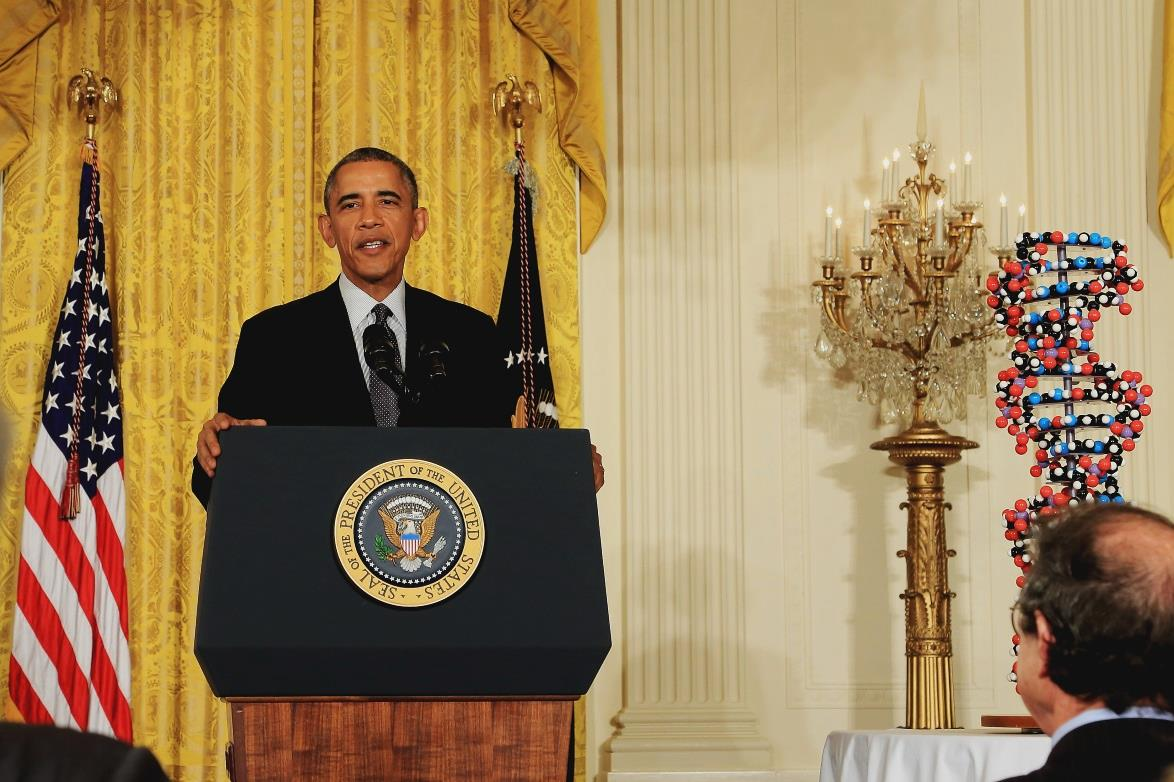 SEAL OF THE PRESIDENT OF THE UNITED STATES